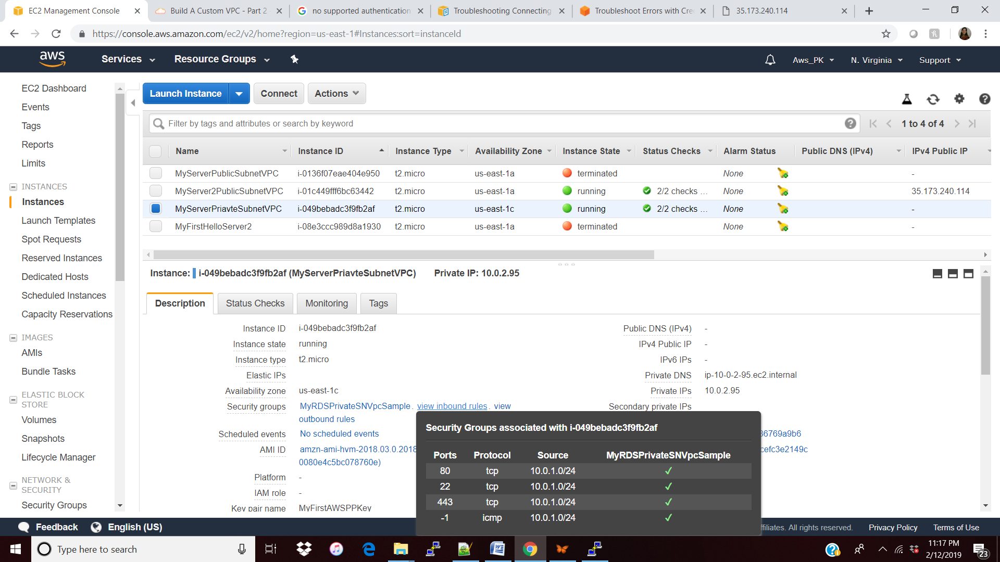 EC2 Management Console
Build A Custom VPC - Part 2
no supported authentication
Troubleshooting Connecting
Troubleshoot Errors with Cre
35.173.240.114
https://console.aws.amazon.com/ec2/v2/home?region=us-east-1#Instances:sort=instanceId
aws Services Resource Groups Aws_PK N. Virginia Support
EC2 Dashboard
Events
Tags
Reports
Limits
INSTANCES
Instances
Launch Templates
Spot Requests
Reserved Instances
Dedicated Hosts
Scheduled Instances
Capacity Reservations
IMAGES
AMIs
Bundle Tasks
ELASTIC BLOCK
STORE
Volumes
Snapshots
Lifecycle Manager
NETWORK &
SECURITY
Security Groups
Launch Instance Connect Actions
Filter by tags and attributes or search by keyword 1 to 4 of 4
Name Instance ID Instance Type Availability Zone Instance State Status Checks Alarm Status Public DNS (IPv4) IPv4 Public IP
MyServerPublicSubnetVPC i-0136f07eae404e950 t2.micro us-east-1a terminated None -
MyServer2PublicSubnetVPC i-01c449fff6bc63442 t2.micro us-east-1a running 2/2 checks ... None 35.173.240.114
MyServerPriavteSubnetVPC i-049bebadc3f9fb2af t2.micro us-east-1c running 2/2 checks ... None -
MyFirstHelloServer2 i-08e3ccc989d8a1930 t2.micro us-east-1a terminated None -
Instance: i-049bebadc3f9fb2af (MyServerPriavteSubnetVPC) Private IP: 10.0.2.95
Description Status Checks Monitoring Tags
Instance ID i-049bebadc3f9fb2af Public DNS (IPv4) -
Instance state running IPv4 Public IP -
Instance type t2.micro IPv6 IPs -
Elastic IPs Private DNS ip-10-0-2-95.ec2.internal
Availability zone us-east-1c Private IPs 10.0.2.95
Security groups MyRDSPrivateSNVpcSample. view inbound rules. view Secondary private IPs
outbound rules
Scheduled events No scheduled events 36769a9b6
AMI ID amzn-ami-hvm-2018.03.0.2018 cefc3e2149c
0080e4c5bc078760e)
Platform -
IAM role -
Key pair name MyFirstAWSPPKey
Security Groups associated with i-049bebadc3f9fb2af
Ports Protocol Source MyRDSPrivateSNVpcSample
80 tcp 10.0.1.0/24 ✓
22 tcp 10.0.1.0/24 ✓
443 tcp 10.0.1.0/24 ✓
-1 icmp 10.0.1.0/24 ✓
Feedback English (US) ffiliates. All rights reserved. Privacy Policy Terms of Use
Type here to search
11:17 PM
2/12/2019
23